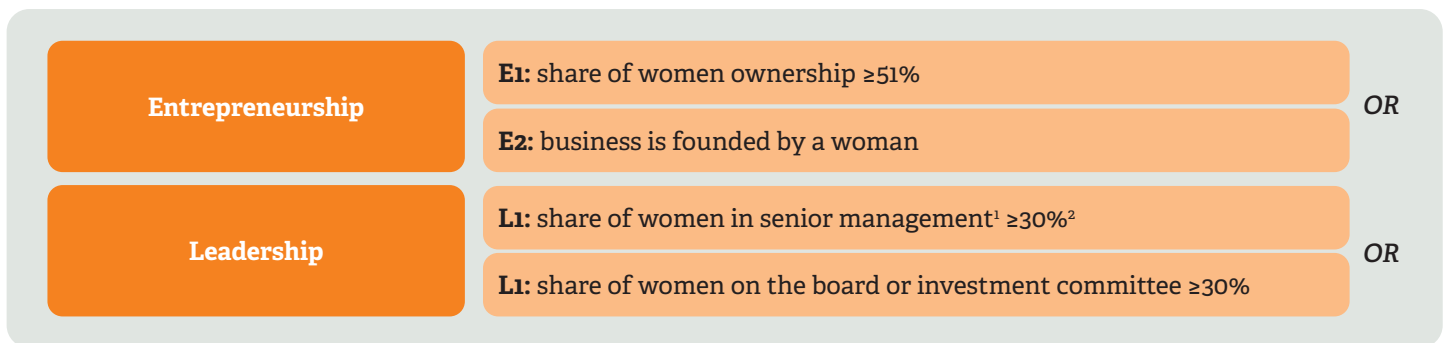 Entrepreneurship
E1: share of women ownership ≥51%
E2: business is founded by a woman
OR
Leadership
L1: share of women in senior management¹ ≥30%²
L1: share of women on the board or investment committee ≥30%
OR